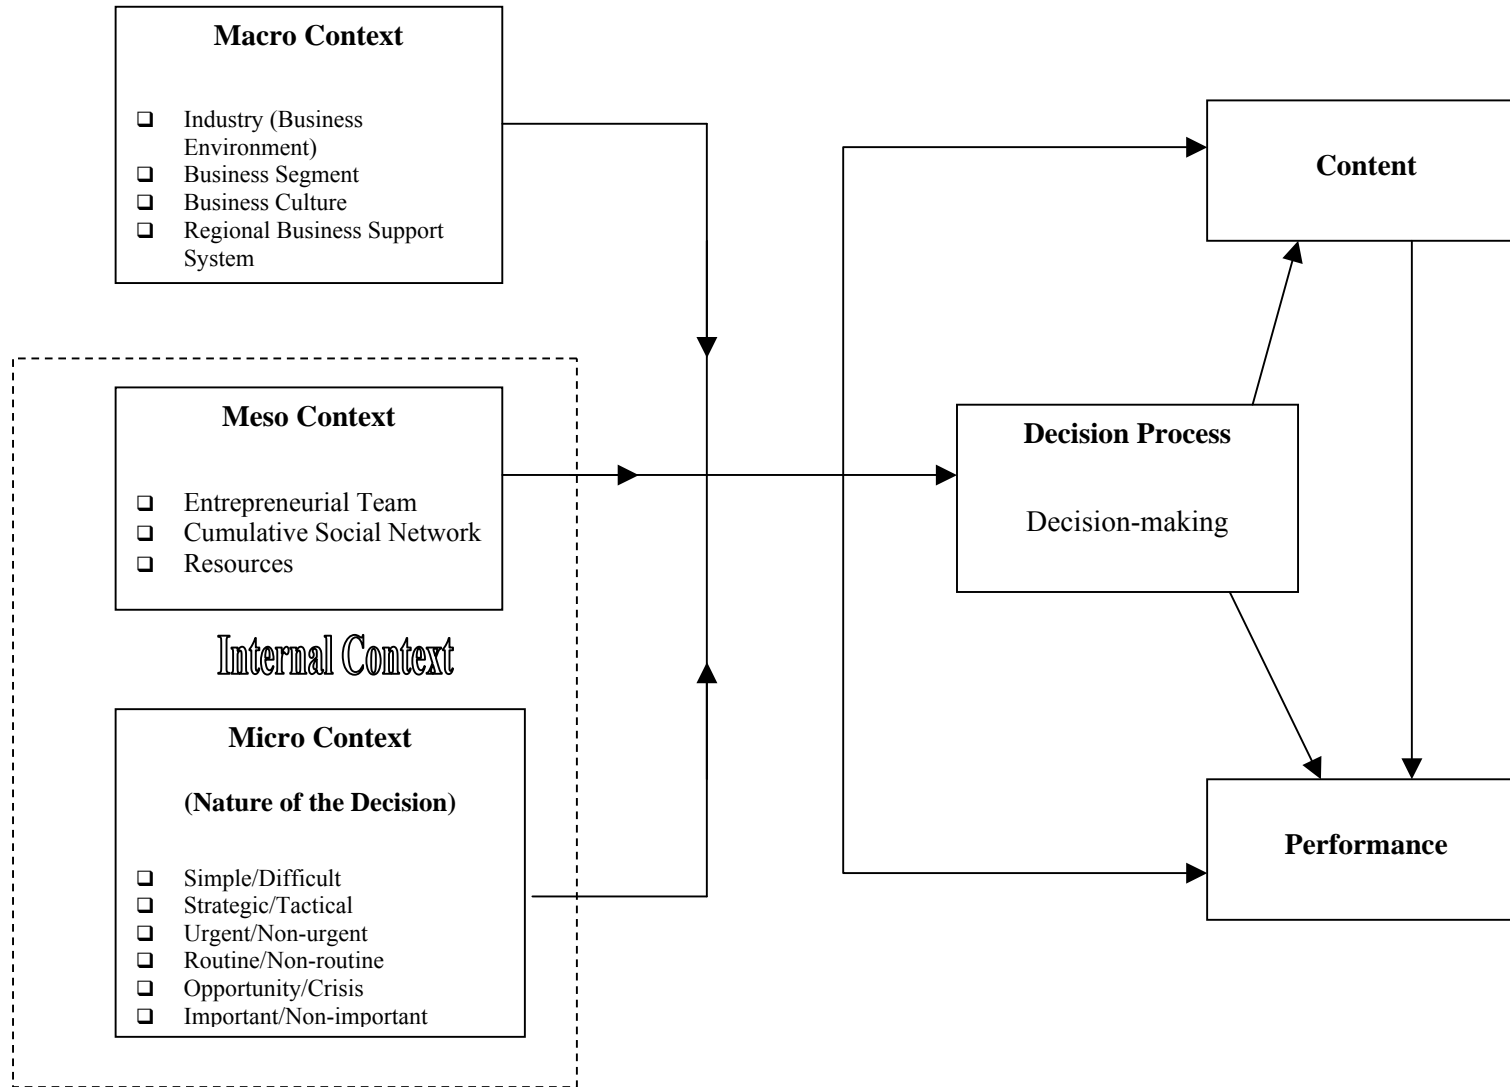 Macro Context
❑ Industry (Business
Environment)
❑ Business Segment
❑ Business Culture
❑ Regional Business Support
System
Content
Meso Context
❑ Entrepreneurial Team
❑ Cumulative Social Network
❑ Resources
Decision Process
Decision-making
Internal Context
Micro Context
(Nature of the Decision)
❑ Simple/Difficult
❑ Strategic/Tactical
❑ Urgent/Non-urgent
❑ Routine/Non-routine
❑ Opportunity/Crisis
❑ Important/Non-important
Performance